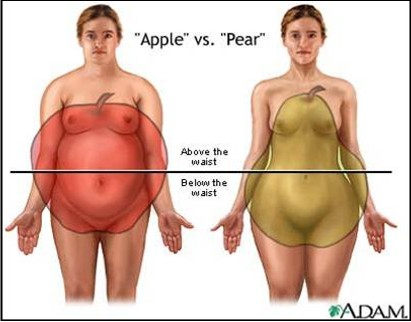 "Apple" vs. "Pear"
Above the
waist
Below the
waist
A.D.A.M.